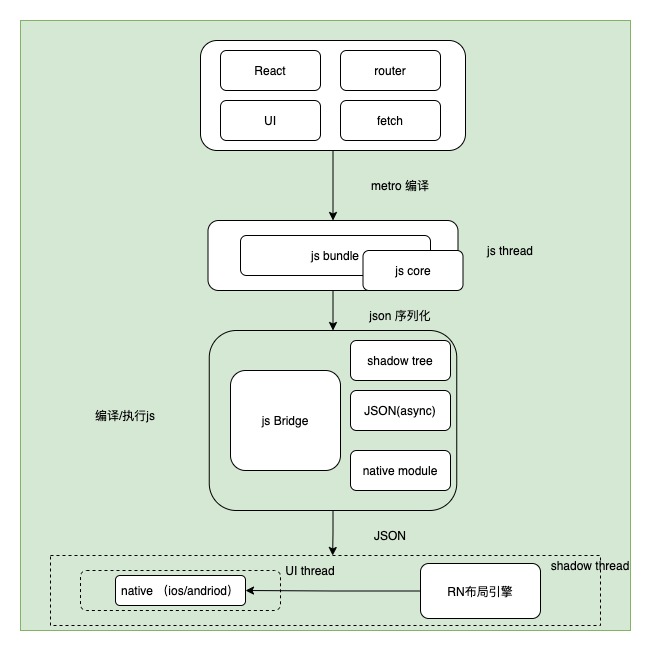 React
router
UI
fetch
metro 编译
js bundle
js core
js thread
json 序列化
shadow tree
js Bridge
JSON(async)
native module
编译/执行js
JSON
UI thread
shadow thread
native （ios/andriod）
RN布局引擎